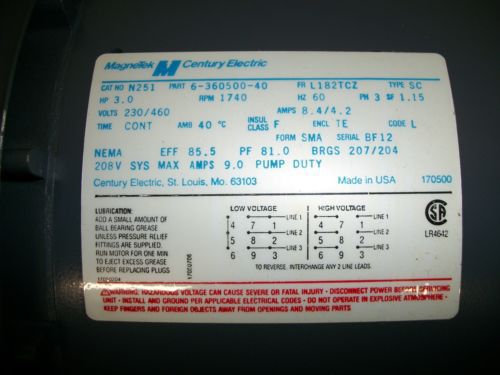 MagneTek M Century Electric
CAT NO N251 PART 6-360500-40 FR L182TCZ TYPE SC
HP 3.0 RPM 1740 HZ 60 PH 3 SF 1.15
VOLTS 230/460 AMPS 8.4/4.2
TIME CONT AMB 40 °C INSUL CLASS F ENCL TE CODE L
FORM SMA SERIAL BF12
NEMA EFF 85.5 PF 81.0 BRGS 207/204
208V SYS MAX AMPS 9.0 PUMP DUTY
Century Electric, St. Louis, Mo. 63103 Made in USA 170500
LUBRICATION:
ADD A SMALL AMOUNT OF
BALL BEARING GREASE
UNLESS PRESSURE RELIEF
FITTINGS ARE SUPPLIED.
RUN MOTOR FOR ONE MIN
TO EJECT EXCESS GREASE
BEFORE REPLACING PLUGS
LOW VOLTAGE HIGH VOLTAGE
4 7 1 LINE 1 4 7 1 LINE 1
5 8 2 LINE 2 5 8 2 LINE 2
6 9 3 LINE 3 6 9 3 LINE 3
TO REVERSE, INTERCHANGE ANY 2 LINE LEADS
SA
LR4642
WARNING: HAZARDOUS VOLTAGE CAN CAUSE SEVERE OR FATAL INJURY - DISCONNECT POWER BEFORE SERVICING
UNIT - INSTALL AND GROUND PER APPLICABLE ELECTRICAL CODES - DO NOT OPERATE IN EXPLOSIVE ATMOSPHERE -
KEEP FINGERS AND FOREIGN OBJECTS AWAY FROM OPENINGS AND MOVING PARTS